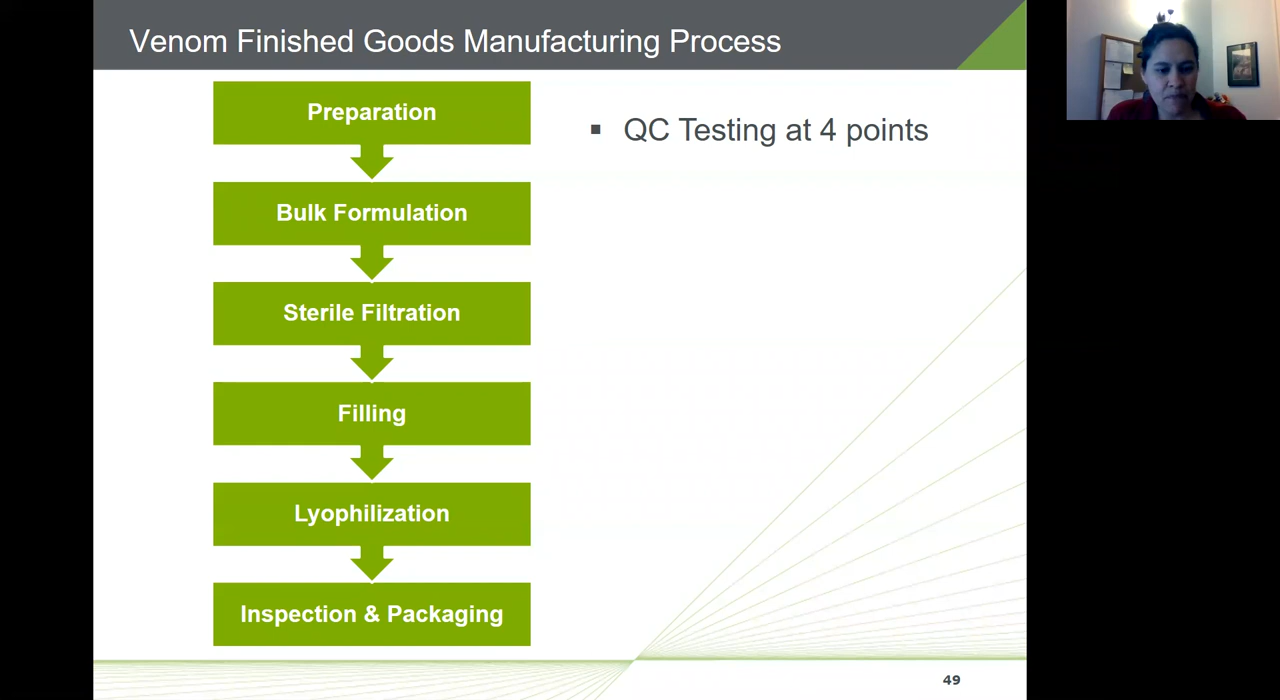 Venom Finished Goods Manufacturing Process
Preparation
Bulk Formulation
Sterile Filtration
Filling
Lyophilization
Inspection & Packaging
▪ QC Testing at 4 points
49